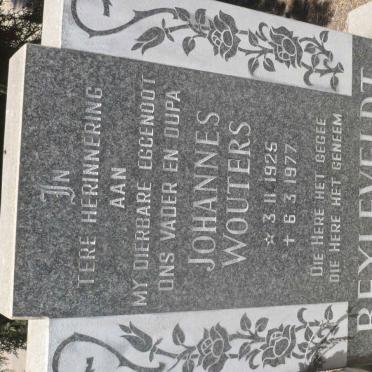 In
TERE HERINNERING
AAN
MY DIERBARE EGGENOOT
ONS VADER EN OUPA
JOHANNES
WOUTERS
☆ 3.11.1925
✝ 6.3.1977.
DIE HERE HET GEGEE
DIE HERE HET GENEEM
BEYLEVELDT